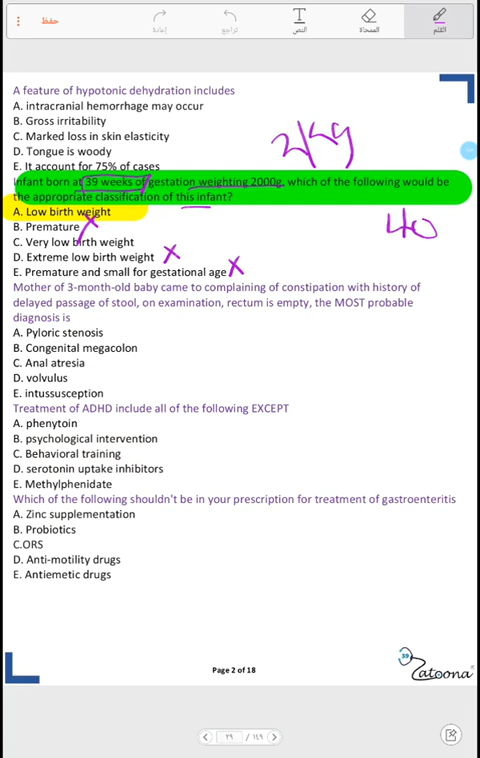 حفظ
إعادة
تراجع
النص
الممحاة
القلم
A feature of hypotonic dehydration includes
A. intracranial hemorrhage may occur
B. Gross irritability
C. Marked loss in skin elasticity
D. Tongue is woody
E. It account for 75% of cases
Infant born at 39 weeks of gestation weighting 2000g, which of the following would be
the appropriate classification of this infant?
A. Low birth weight
B. Premature
C. Very low birth weight
D. Extreme low birth weight
E. Premature and small for gestational age
40
Mother of 3-month-old baby came to complaining of constipation with history of
delayed passage of stool, on examination, rectum is empty, the MOST probable
diagnosis is
A. Pyloric stenosis
B. Congenital megacolon
C. Anal atresia
D. volvulus
E. intussusception
Treatment of ADHD include all of the following EXCEPT
A. phenytoin
B. psychological intervention
C. Behavioral training
D. serotonin uptake inhibitors
E. Methylphenidate
Which of the following shouldn't be in your prescription for treatment of gastroenteritis
A. Zinc supplementation
B. Probiotics
C.ORS
D. Anti-motility drugs
E. Antiemetic drugs
Page 2 of 18
39
Zatoona
٣٩ / ١٤٩